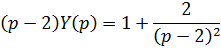 (p − 2)Y(p) = 1 + 2/(p − 2)²